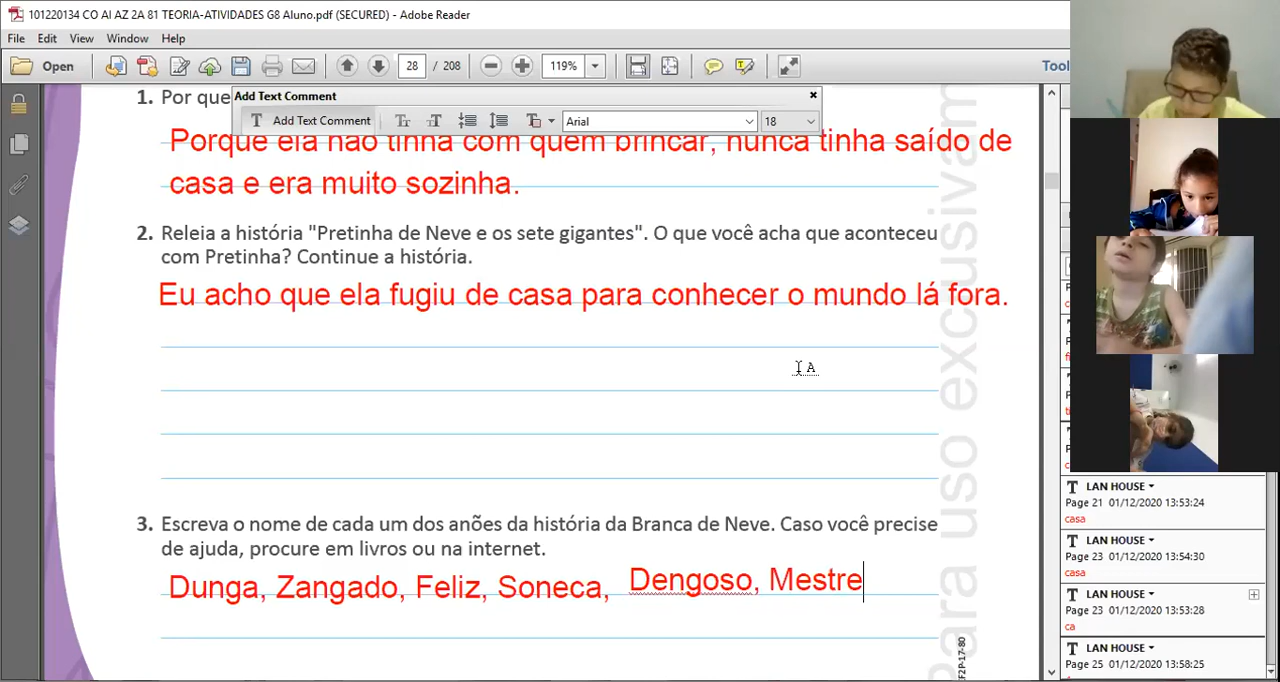 101220134 CO AI AZ 2A 81 TEORIA-ATIVIDADES G8 Aluno.pdf (SECURED) - Adobe Reader
File Edit View Window Help
Open 28 / 208 119% Tool
1. Por que
Add Text Comment
Add Text Comment Arial 18
Porque ela não tinha com quem brincar, nunca tinha saído de
casa e era muito sozinha.
2. Releia a história "Pretinha de Neve e os sete gigantes". O que você acha que aconteceu
com Pretinha? Continue a história.
Eu acho que ela fugiu de casa para conhecer o mundo lá fora.
3. Escreva o nome de cada um dos anões da história da Branca de Neve. Caso você precise
de ajuda, procure em livros ou na internet.
Dunga, Zangado, Feliz, Soneca, Dengoso, Mestre
Para uso exclusivam
EF2P-17-80
LAN HOUSE
Page 21 01/12/2020 13:53:24
casa
LAN HOUSE
Page 23 01/12/2020 13:54:30
casa
LAN HOUSE
Page 23 01/12/2020 13:53:28
ca
LAN HOUSE
Page 25 01/12/2020 13:58:25